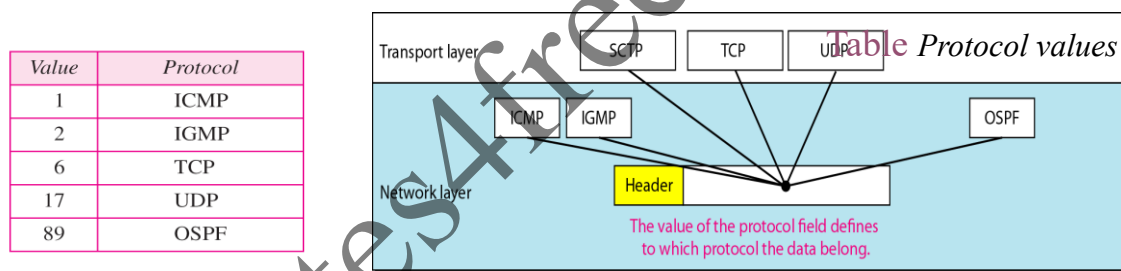 Value Protocol
1 ICMP
2 IGMP
6 TCP
17 UDP
89 OSPF
Table Protocol values
Transport layer
SCTP TCP UDP
ICMP IGMP OSPF
Network layer
Header
The value of the protocol field defines
to which protocol the data belong.